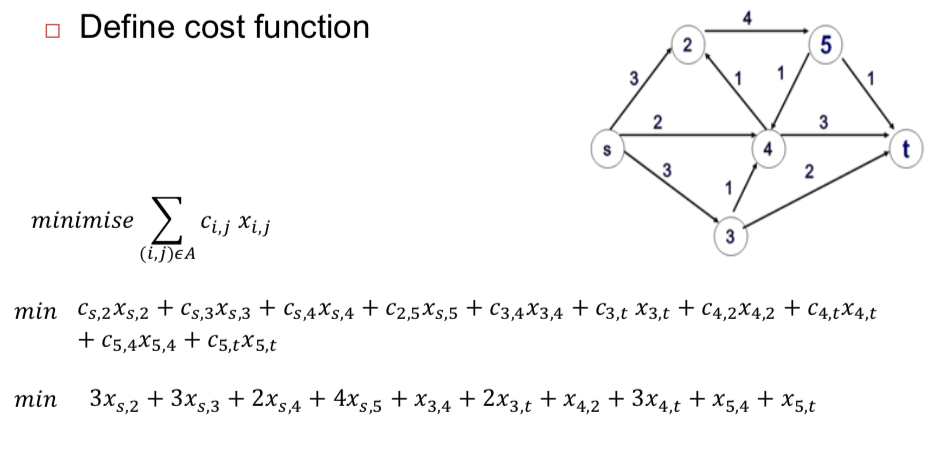 Define cost function
4
2
5
3
1
1
1
2
3
s
4
t
3
2
1
3
minimise ∑ c_{i,j} x_{i,j}
(i,j)ϵA
min c_{s,2}x_{s,2} + c_{s,3}x_{s,3} + c_{s,4}x_{s,4} + c_{2,5}x_{s,5} + c_{3,4}x_{3,4} + c_{3,t} x_{3,t} + c_{4,2}x_{4,2} + c_{4,t}x_{4,t}
+ c_{5,4}x_{5,4} + c_{5,t}x_{5,t}
min 3x_{s,2} + 3x_{s,3} + 2x_{s,4} + 4x_{s,5} + x_{3,4} + 2x_{3,t} + x_{4,2} + 3x_{4,t} + x_{5,4} + x_{5,t}